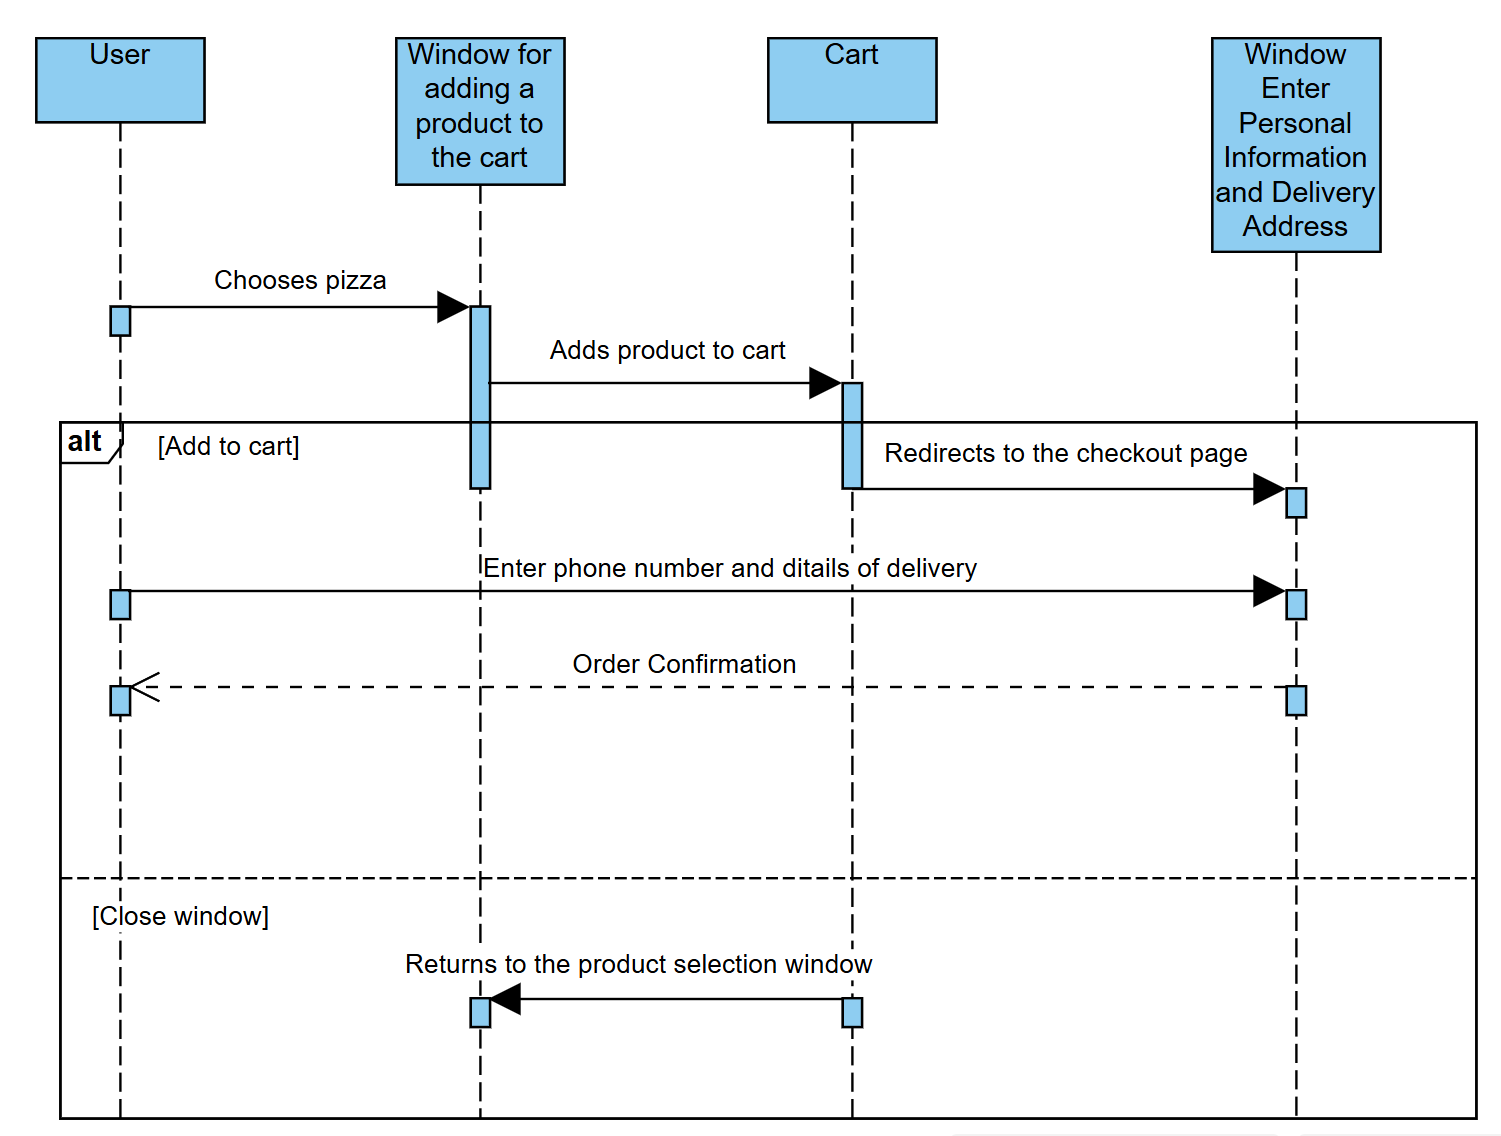 User
Window for
adding a
product to
the cart
Cart
Window
Enter
Personal
Information
and Delivery
Address
Chooses pizza
Adds product to cart
alt
[Add to cart]
Redirects to the checkout page
Enter phone number and ditails of delivery
Order Confirmation
[Close window]
Returns to the product selection window